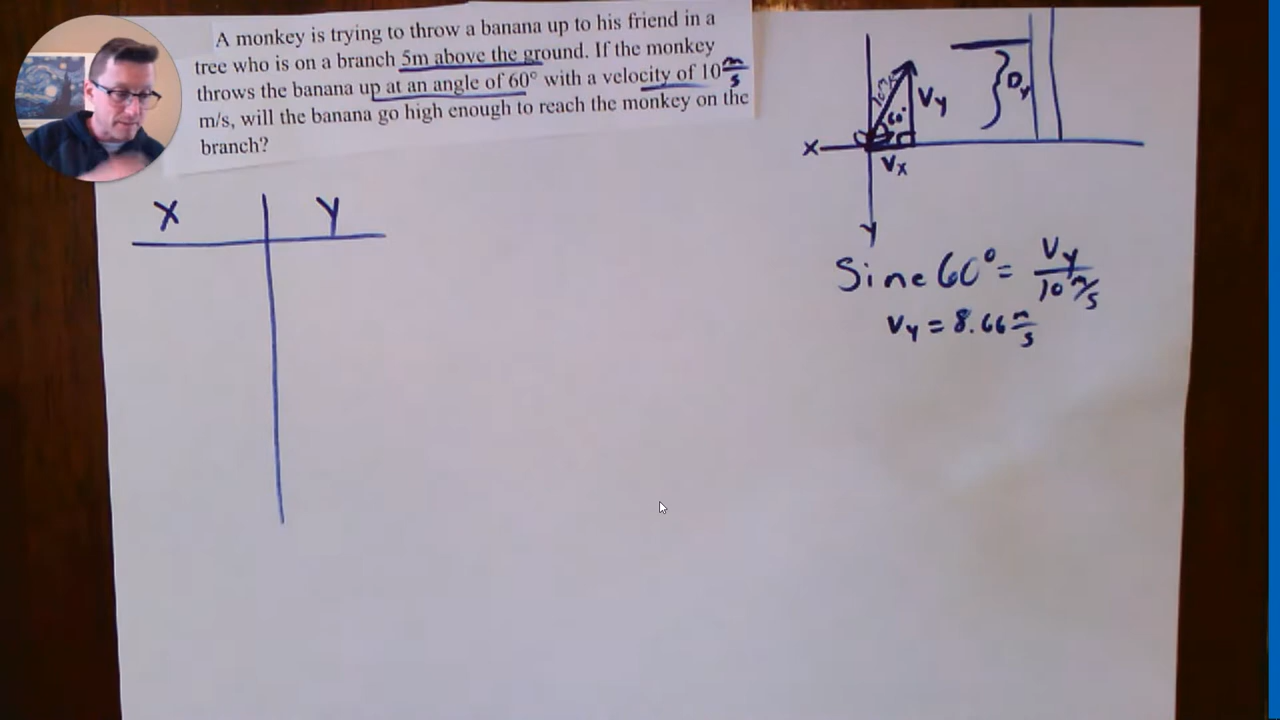 A monkey is trying to throw a banana up to his friend in a
tree who is on a branch 5m above the ground. If the monkey
throws the banana up at an angle of 60° with a velocity of 10 m/s
m/s, will the banana go high enough to reach the monkey on the
branch?
10 m/s
60°
Vy
Dy
X
Vx
Y
X Y
Sine 60° = Vy / 10 m/s
Vy = 8.66 m/s